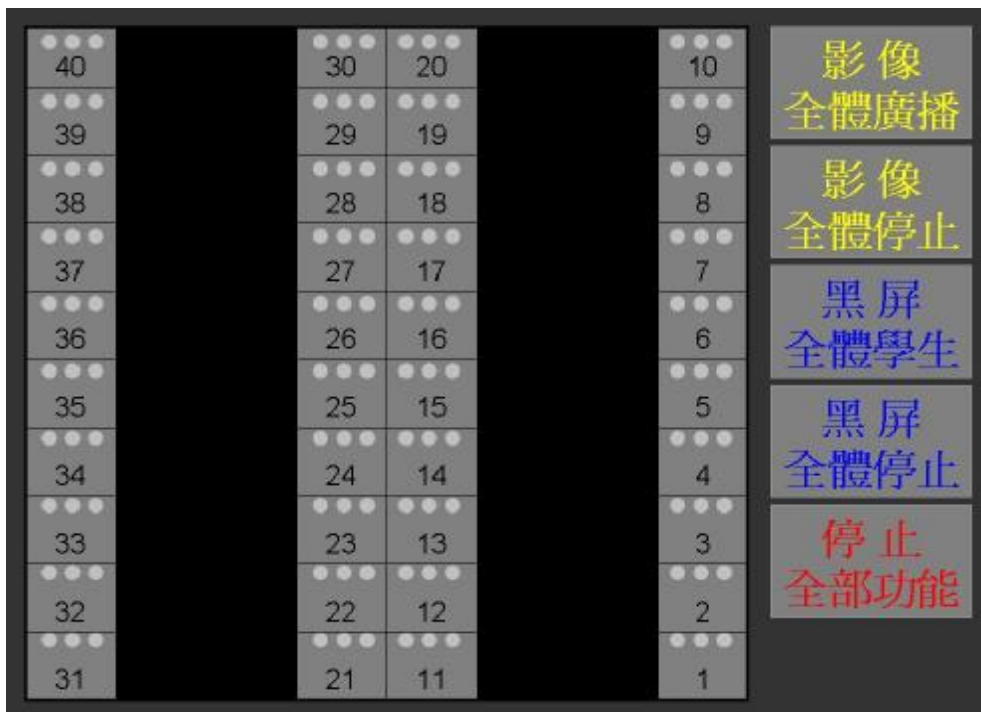 40 30 20 10
39 29 19 9
38 28 18 8
37 27 17 7
36 26 16 6
35 25 15 5
34 24 14 4
33 23 13 3
32 22 12 2
31 21 11 1
影 像
全體廣播
影 像
全體停止
黑 屏
全體學生
黑 屏
全體停止
停 止
全部功能